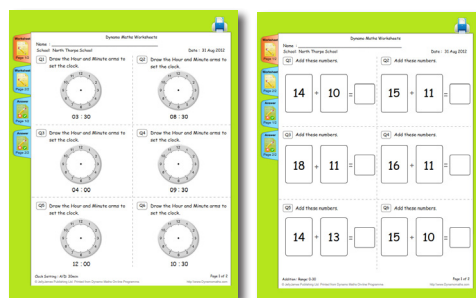 Dynamo Maths Worksheets
Name :
School: North Thorpe School Date : 31 Aug 2012
Q1 Draw the Hour and Minute arms to set the clock.
03 : 30
Q2 Draw the Hour and Minute arms to set the clock.
08 : 30
Q3 Draw the Hour and Minute arms to set the clock.
04 : 00
Q4 Draw the Hour and Minute arms to set the clock.
09 : 30
Q5 Draw the Hour and Minute arms to set the clock.
12 : 00
Q6 Draw the Hour and Minute arms to set the clock.
10 : 30
Page 1 of 2
Dynamo Maths Worksheets
Name :
School: North Thorpe School Date : 31 Aug 2012
Q1 Add these numbers.
14 + 10 =
Q2 Add these numbers.
15 + 11 =
Q3 Add these numbers.
18 + 11 =
Q4 Add these numbers.
16 + 11 =
Q5 Add these numbers.
14 + 13 =
Q6 Add these numbers.
15 + 10 =
Page 1 of 2